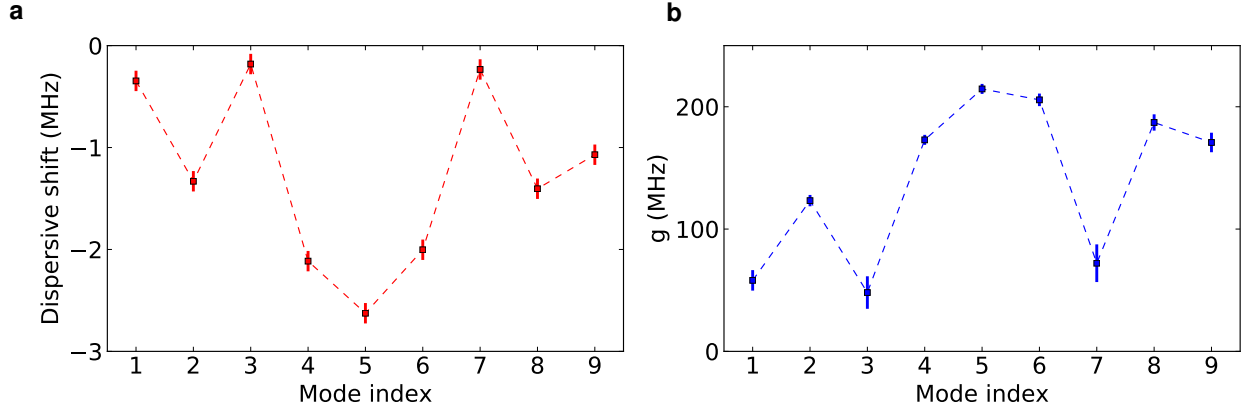 a
0
−1
−2
−3
Dispersive shift (MHz)
1 2 3 4 5 6 7 8 9
Mode index
b
200
100
0
g (MHz)
1 2 3 4 5 6 7 8 9
Mode index